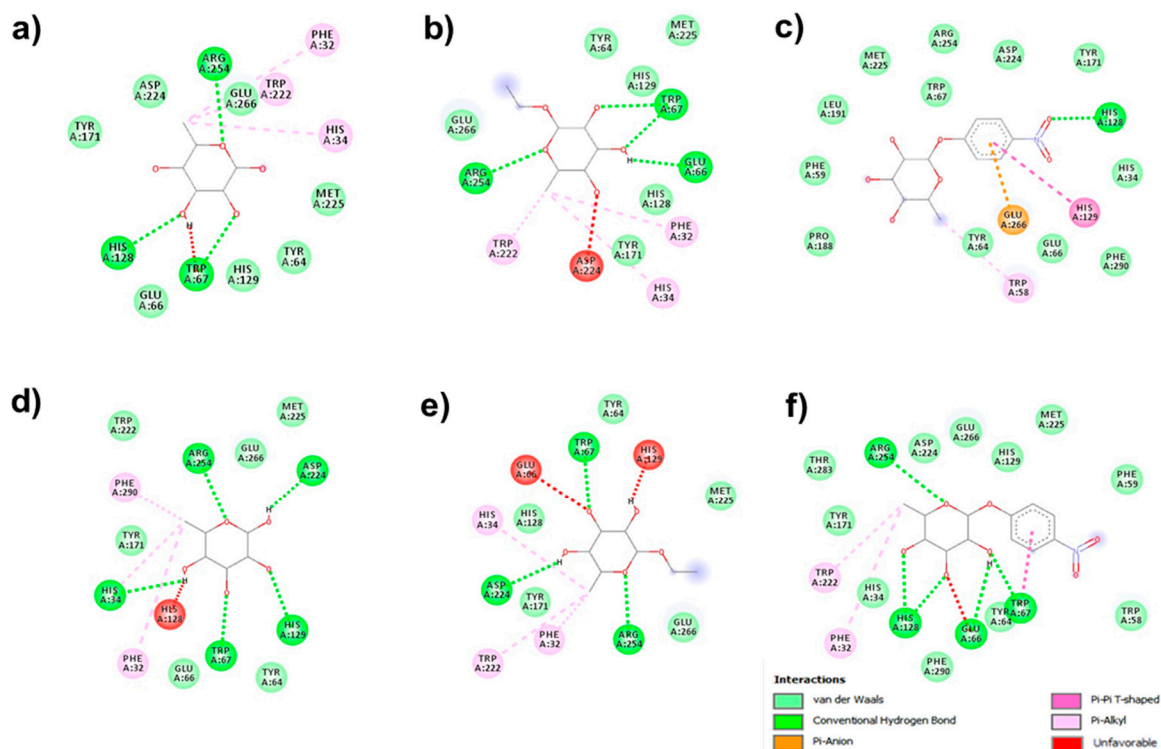 a)
PHE
A:32
ARG
A:254
ASP
A:224
GLU
A:266
TRP
A:222
TYR
A:171
HIS
A:34
MET
A:225
H
HIS
A:128
TRP
A:67
HIS
A:129
TYR
A:64
GLU
A:66
b)
MET
A:225
TYR
A:64
HIS
A:129
TRP
A:67
GLU
A:266
H
ARG
A:254
GLU
A:66
HIS
A:128
PHE
A:32
TRP
A:222
TYR
A:171
ASP
A:224
HIS
A:34
c)
ARG
A:254
ASP
A:224
MET
A:225
TYR
A:171
TRP
A:67
LEU
A:191
HIS
A:128
PHE
A:59
HIS
A:34
HIS
A:129
GLU
A:266
PRO
A:188
TYR
A:64
GLU
A:66
PHE
A:290
TRP
A:58
d)
MET
A:225
TRP
A:222
ARG
A:254
GLU
A:266
ASP
A:224
PHE
A:290
H
TYR
A:171
H
HIS
A:34
HIS
A:128
HIS
A:129
TRP
A:67
PHE
A:32
GLU
A:66
TYR
A:64
e)
TYR
A:64
TRP
A:67
HIS
A:129
GLU
A:66
MET
A:225
H
HIS
A:34
HIS
A:128
H
ASP
A:224
TYR
A:171
GLU
A:266
PHE
A:32
ARG
A:254
TRP
A:222
f)
MET
A:225
GLU
A:266
ARG
A:254
ASP
A:224
HIS
A:129
THR
A:283
PHE
A:59
TYR
A:171
H
TRP
A:222
HIS
A:34
TRP
A:67
TYR
A:64
TRP
A:58
HIS
A:128
GLU
A:66
PHE
A:32
PHE
A:290
Interactions
van der Waals
Conventional Hydrogen Bond
Pi-Anion
Pi-Pi T-shaped
Pi-Alkyl
Unfavorable